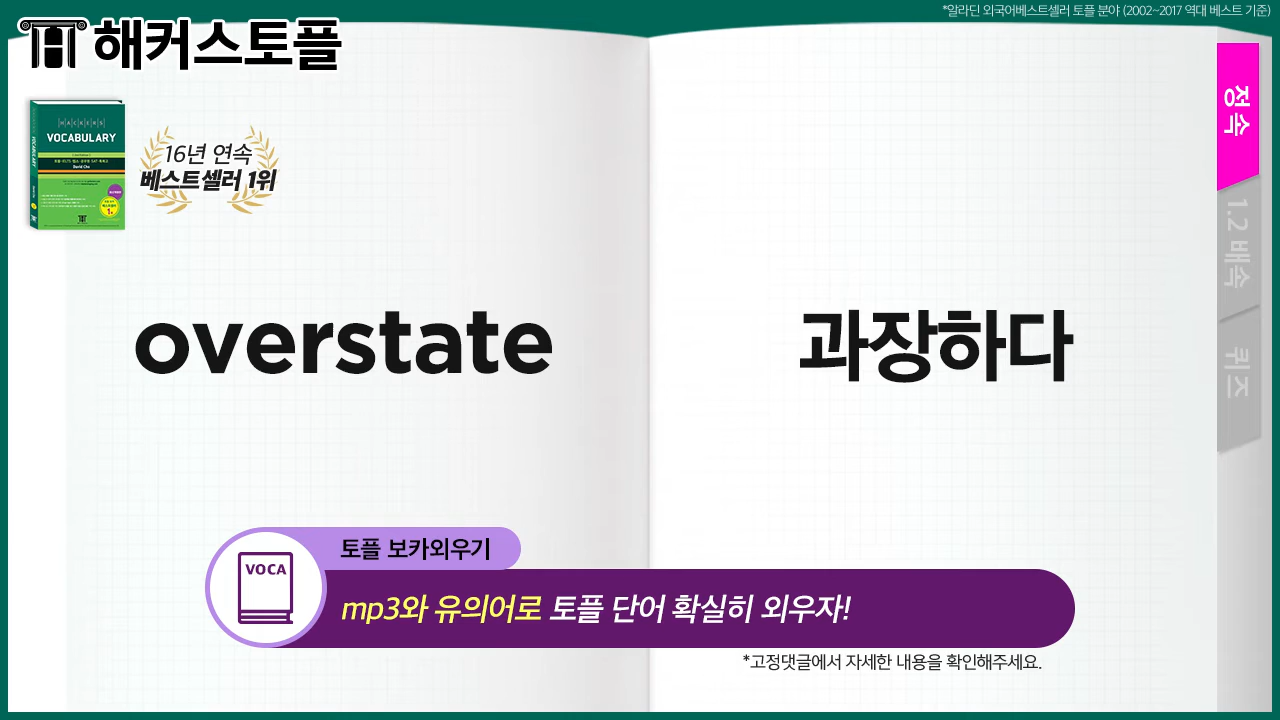 *알라딘 외국어베스트셀러 토플 분야 (2002~2017 역대 베스트 기준)
해커스토플
HACKERS
VOCABULARY
David Cho
VOCABULARY
16년 연속
베스트셀러 1위
정속
1.2 배속
퀴즈
overstate
과장하다
토플 보카외우기
VOCA
mp3와 유의어로 토플 단어 확실히 외우자!
*고정댓글에서 자세한 내용을 확인해주세요.